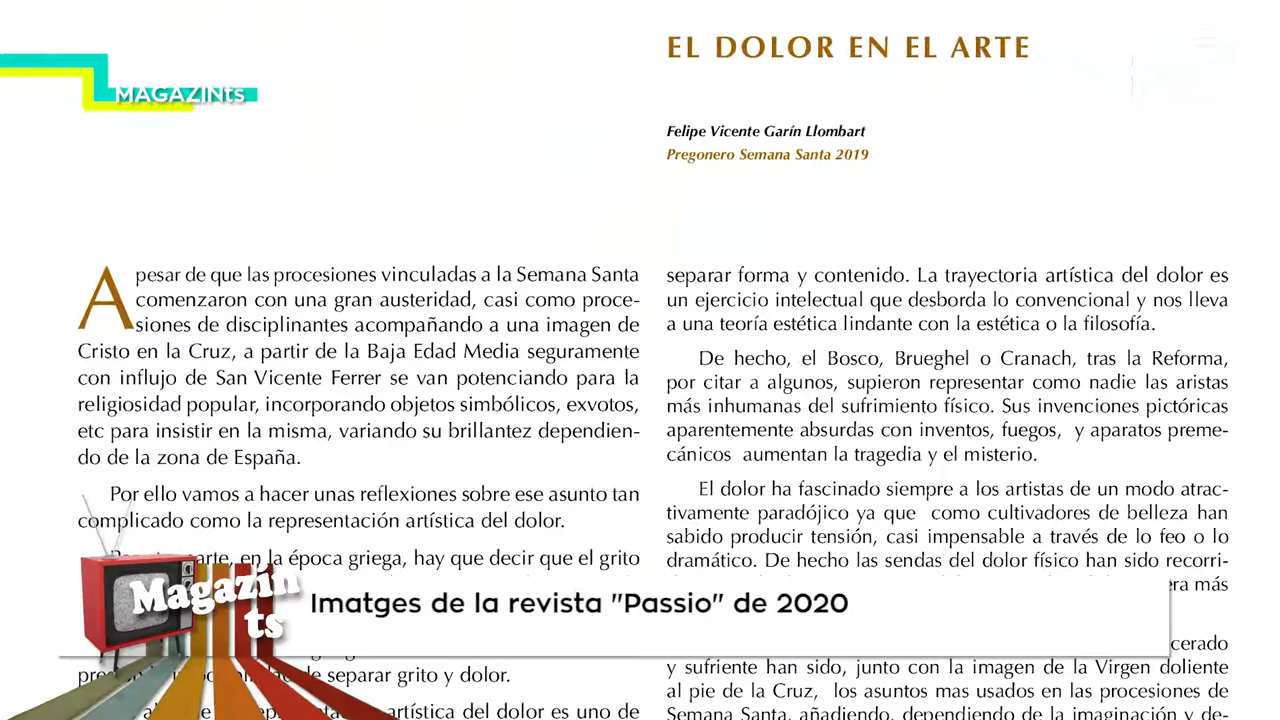 EL DOLOR EN EL ARTE
MAGAZINts
Felipe Vicente Garín Llombart
Pregonero Semana Santa 2019
A pesar de que las procesiones vinculadas a la Semana Santa
comenzaron con una gran austeridad, casi como proce-
siones de disciplinantes acompañando a una imagen de
Cristo en la Cruz, a partir de la Baja Edad Media seguramente
con influjo de San Vicente Ferrer se van potenciando para la
religiosidad popular, incorporando objetos simbólicos, exvotos,
etc para insistir en la misma, variando su brillantez dependien-
do de la zona de España.
Por ello vamos a hacer unas reflexiones sobre ese asunto tan
complicado como la representación artística del dolor.
arte, en la época griega, hay que decir que el grito
de separar grito y dolor.
artística del dolor es uno de
separar forma y contenido. La trayectoria artística del dolor es
un ejercicio intelectual que desborda lo convencional y nos lleva
a una teoría estética lindante con la estética o la filosofía.
De hecho, el Bosco, Brueghel o Cranach, tras la Reforma,
por citar a algunos, supieron representar como nadie las aristas
más inhumanas del sufrimiento físico. Sus invenciones pictóricas
aparentemente absurdas con inventos, fuegos, y aparatos preme-
cánicos aumentan la tragedia y el misterio.
El dolor ha fascinado siempre a los artistas de un modo atrac-
tivamente paradójico ya que como cultivadores de belleza han
sabido producir tensión, casi impensable a través de lo feo o lo
dramático. De hecho las sendas del dolor físico han sido recorri-
más
y sufriente han sido, junto con la imagen de la Virgen doliente
al pie de la Cruz, los asuntos mas usados en las procesiones de
Semana Santa, añadiendo, dependiendo de la imaginación y de-
Magazin
ts
Imatges de la revista "Passio" de 2020